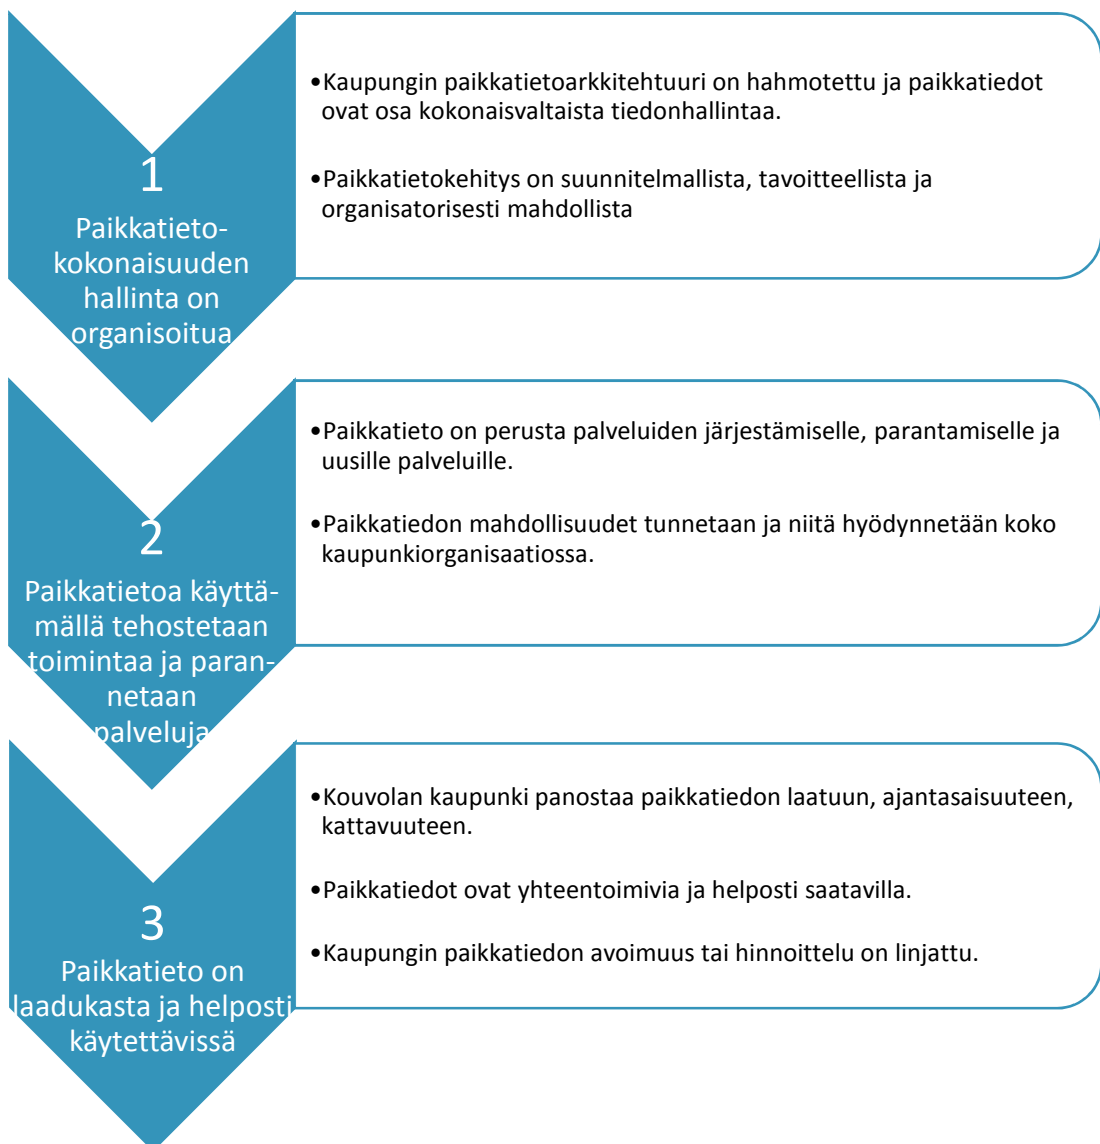 1
Paikkatieto-
kokonaisuuden
hallinta on
organisoitua
•Kaupungin paikkatietoarkkitehtuuri on hahmotettu ja paikkatiedot
ovat osa kokonaisvaltaista tiedonhallintaa.
•Paikkatietokehitys on suunnitelmallista, tavoitteellista ja
organisatorisesti mahdollista
2
Paikkatietoa käyttä-
mällä tehostetaan
toimintaa ja paran-
netaan
palveluja
•Paikkatieto on perusta palveluiden järjestämiselle, parantamiselle ja
uusille palveluille.
•Paikkatiedon mahdollisuudet tunnetaan ja niitä hyödynnetään koko
kaupunkiorganisaatiossa.
3
Paikkatieto on
laadukasta ja helposti
käytettävissä
•Kouvolan kaupunki panostaa paikkatiedon laatuun, ajantasaisuuteen,
kattavuuteen.
•Paikkatiedot ovat yhteentoimivia ja helposti saatavilla.
•Kaupungin paikkatiedon avoimuus tai hinnoittelu on linjattu.